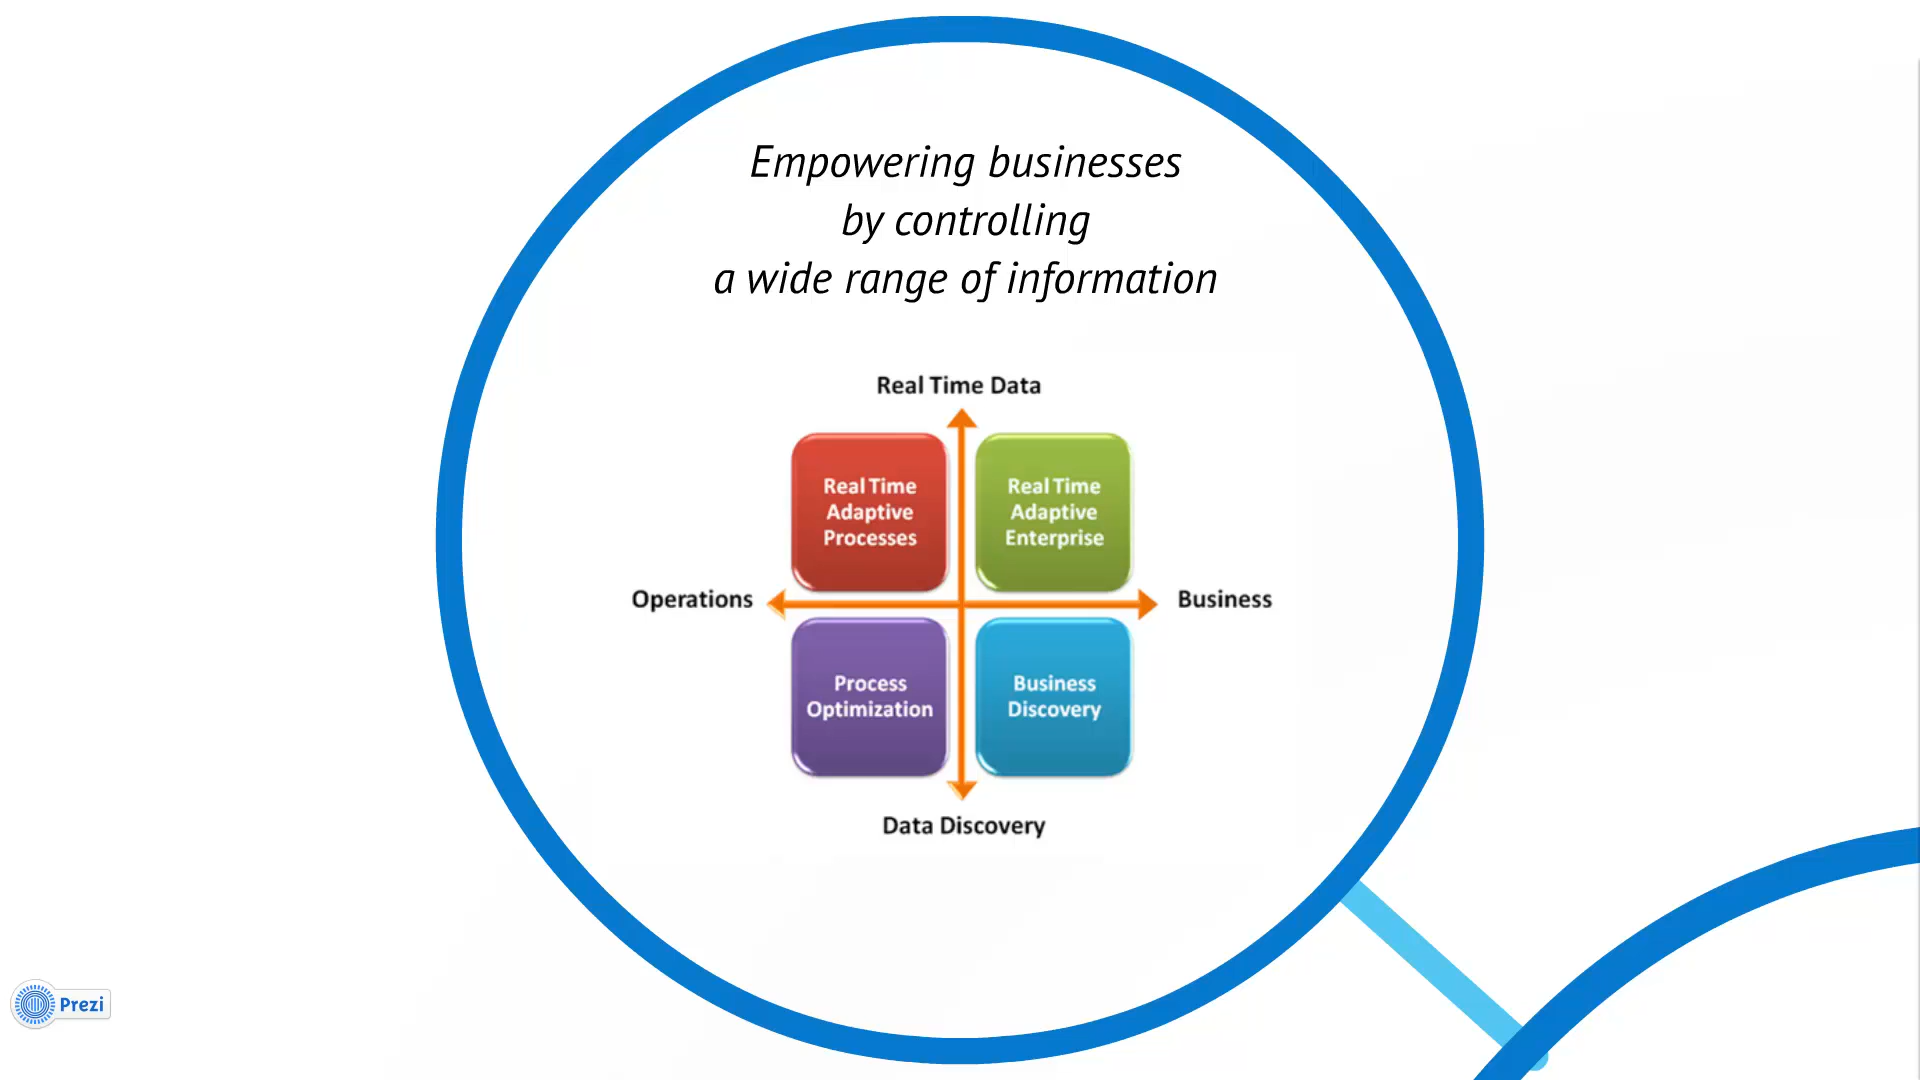 Empowering businesses
by controlling
a wide range of information
Real Time Data
Real Time
Adaptive
Processes
Real Time
Adaptive
Enterprise
Operations
Business
Process
Optimization
Business
Discovery
Data Discovery
Prezi